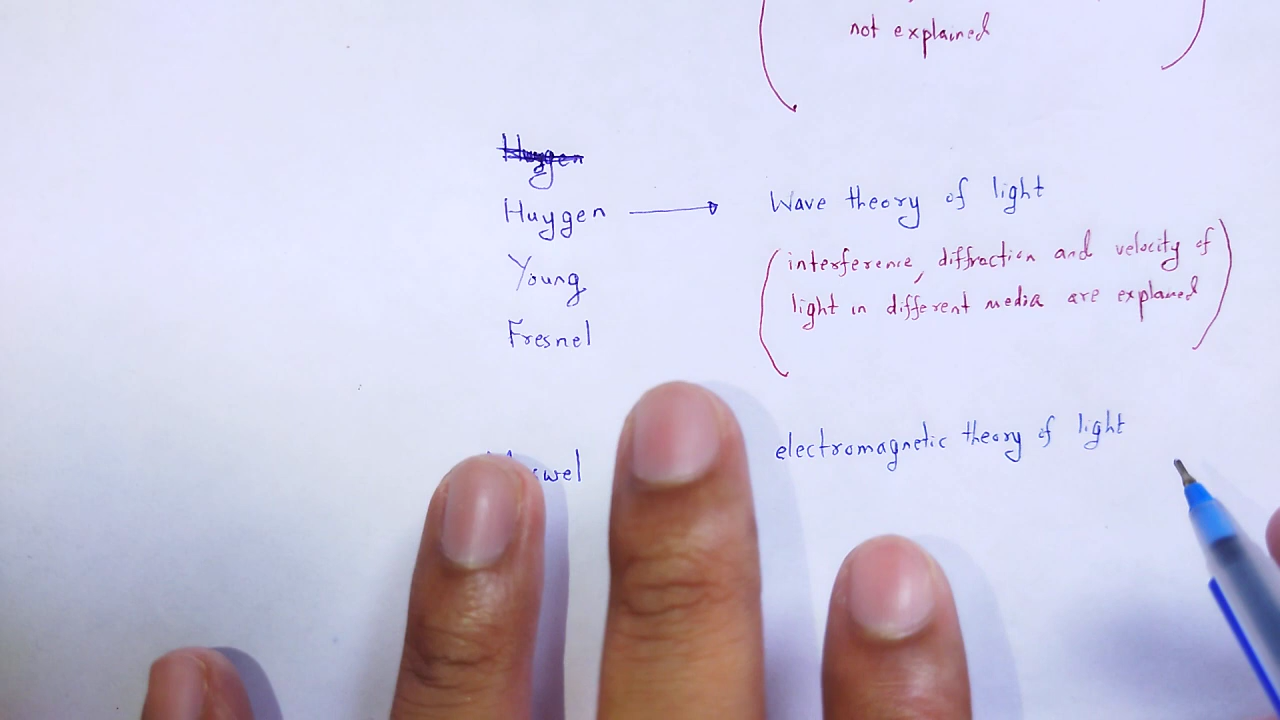 not explained
Huygen
Huygen → Wave theory of light
Young
(interference, diffraction and velocity of
light in different media are explained)
Fresnel
electromagnetic theory of light